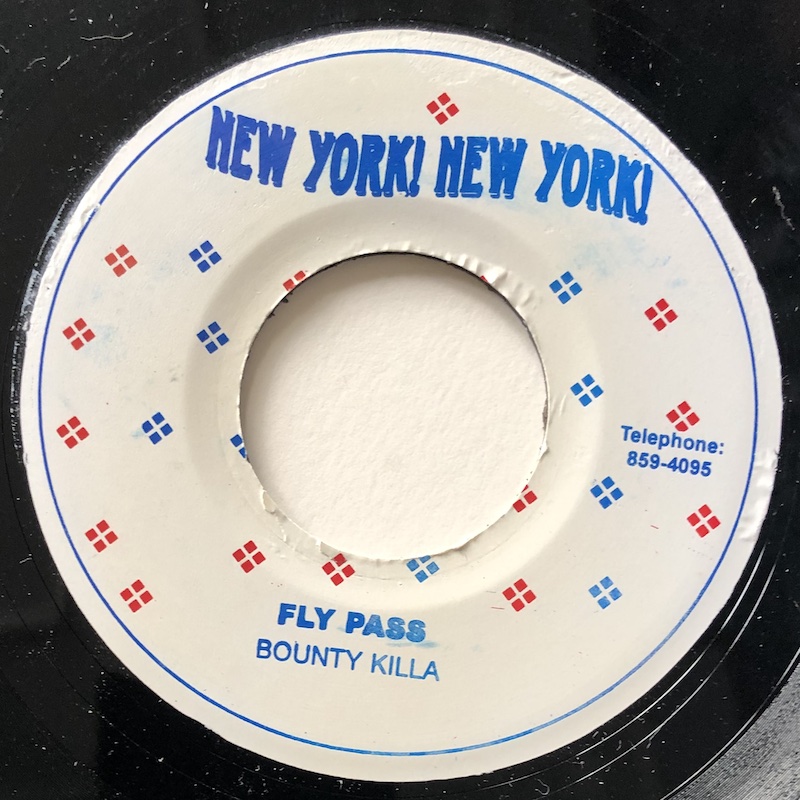 NEW YORK! NEW YORK!
Telephone:
859-4095
FLY PASS
BOUNTY KILLA